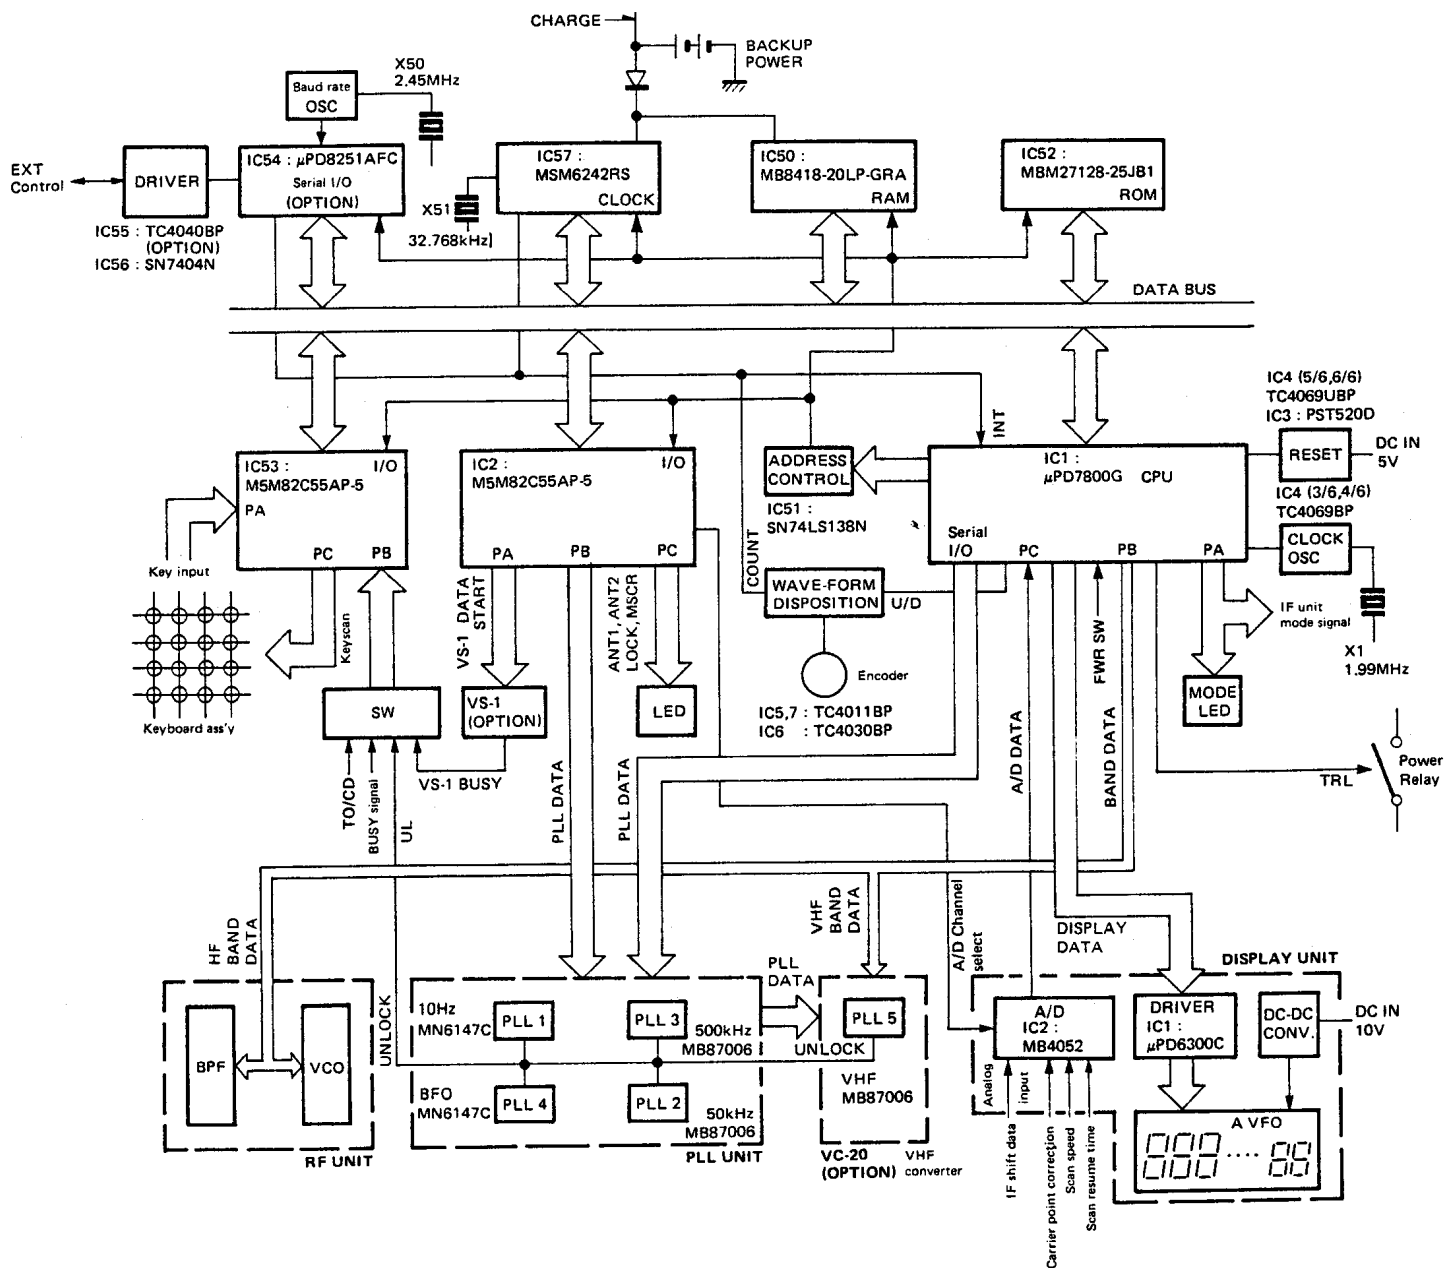 CHARGE
BACKUP
POWER
X50
2.45MHz
Baud rate
OSC
EXT
Control
DRIVER
IC54 : µPD8251AFC
Serial I/O
(OPTION)
IC55 : TC4040BP
(OPTION)
IC56 : SN7404N
IC57 :
MSM6242RS
CLOCK
X51
32.768kHz
IC50 :
MB8418-20LP-GRA
RAM
IC52 :
MBM27128-25JB1
ROM
DATA BUS
IC53 :
M5M82C55AP-5
I/O
PA
PC
PB
Key input
Keyscan
Keyboard ass'y
IC2 :
M5M82C55AP-5
I/O
PA
PB
PC
VS-1 DATA
START
ANT1, ANT2
LOCK, MSCR
VS-1
(OPTION)
LED
SW
TO/CD
BUSY signal
UL
VS-1 BUSY
ADDRESS
CONTROL
IC51 :
SN74LS138N
COUNT
WAVE-FORM
DISPOSITION
U/D
Encoder
IC5,7 : TC4011BP
IC6 : TC4030BP
INT
IC1 :
µPD7800G CPU
Serial
I/O
PC
PB
PA
IC4 (5/6,6/6)
TC4069UBP
IC3 : PST520D
RESET
DC IN
5V
IC4 (3/6,4/6)
TC4069BP
CLOCK
OSC
X1
1.99MHz
IF unit
mode signal
MODE
LED
FWR SW
Power
Relay
TRL
PLL DATA
PLL DATA
A/D DATA
BAND DATA
HF
BAND
DATA
VHF
BAND
DATA
A/D Channel
select
DISPLAY
DATA
BPF
VCO
RF UNIT
UNLOCK
10Hz
MN6147C
PLL 1
PLL 3
500kHz
MB87006
BFO
MN6147C
PLL 4
PLL 2
50kHz
MB87006
PLL UNIT
PLL
DATA
UNLOCK
PLL 5
VHF
MB87006
VC-20
(OPTION)
VHF
converter
DISPLAY UNIT
A/D
IC2 :
MB4052
Analog
input
IF shift data
Carrier point correction
Scan speed
Scan resume time
DRIVER
IC1 :
µPD6300C
DC-DC
CONV.
DC IN
10V
A VFO